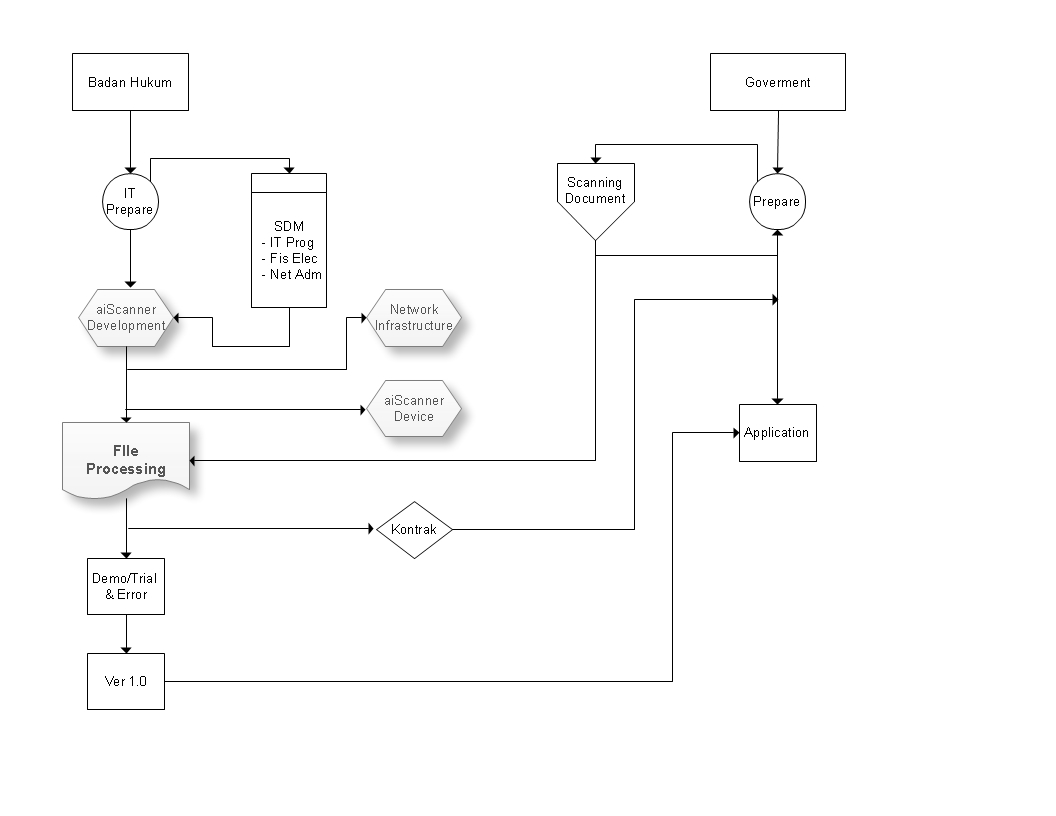 Badan Hukum
Goverment
IT
Prepare
Scanning
Document
Prepare
SDM
- IT Prog
- Fis Elec
- Net Adm
aiScanner
Development
Network
Infrastructure
aiScanner
Device
Application
FIle
Processing
Kontrak
Demo/Trial
& Error
Ver 1.0